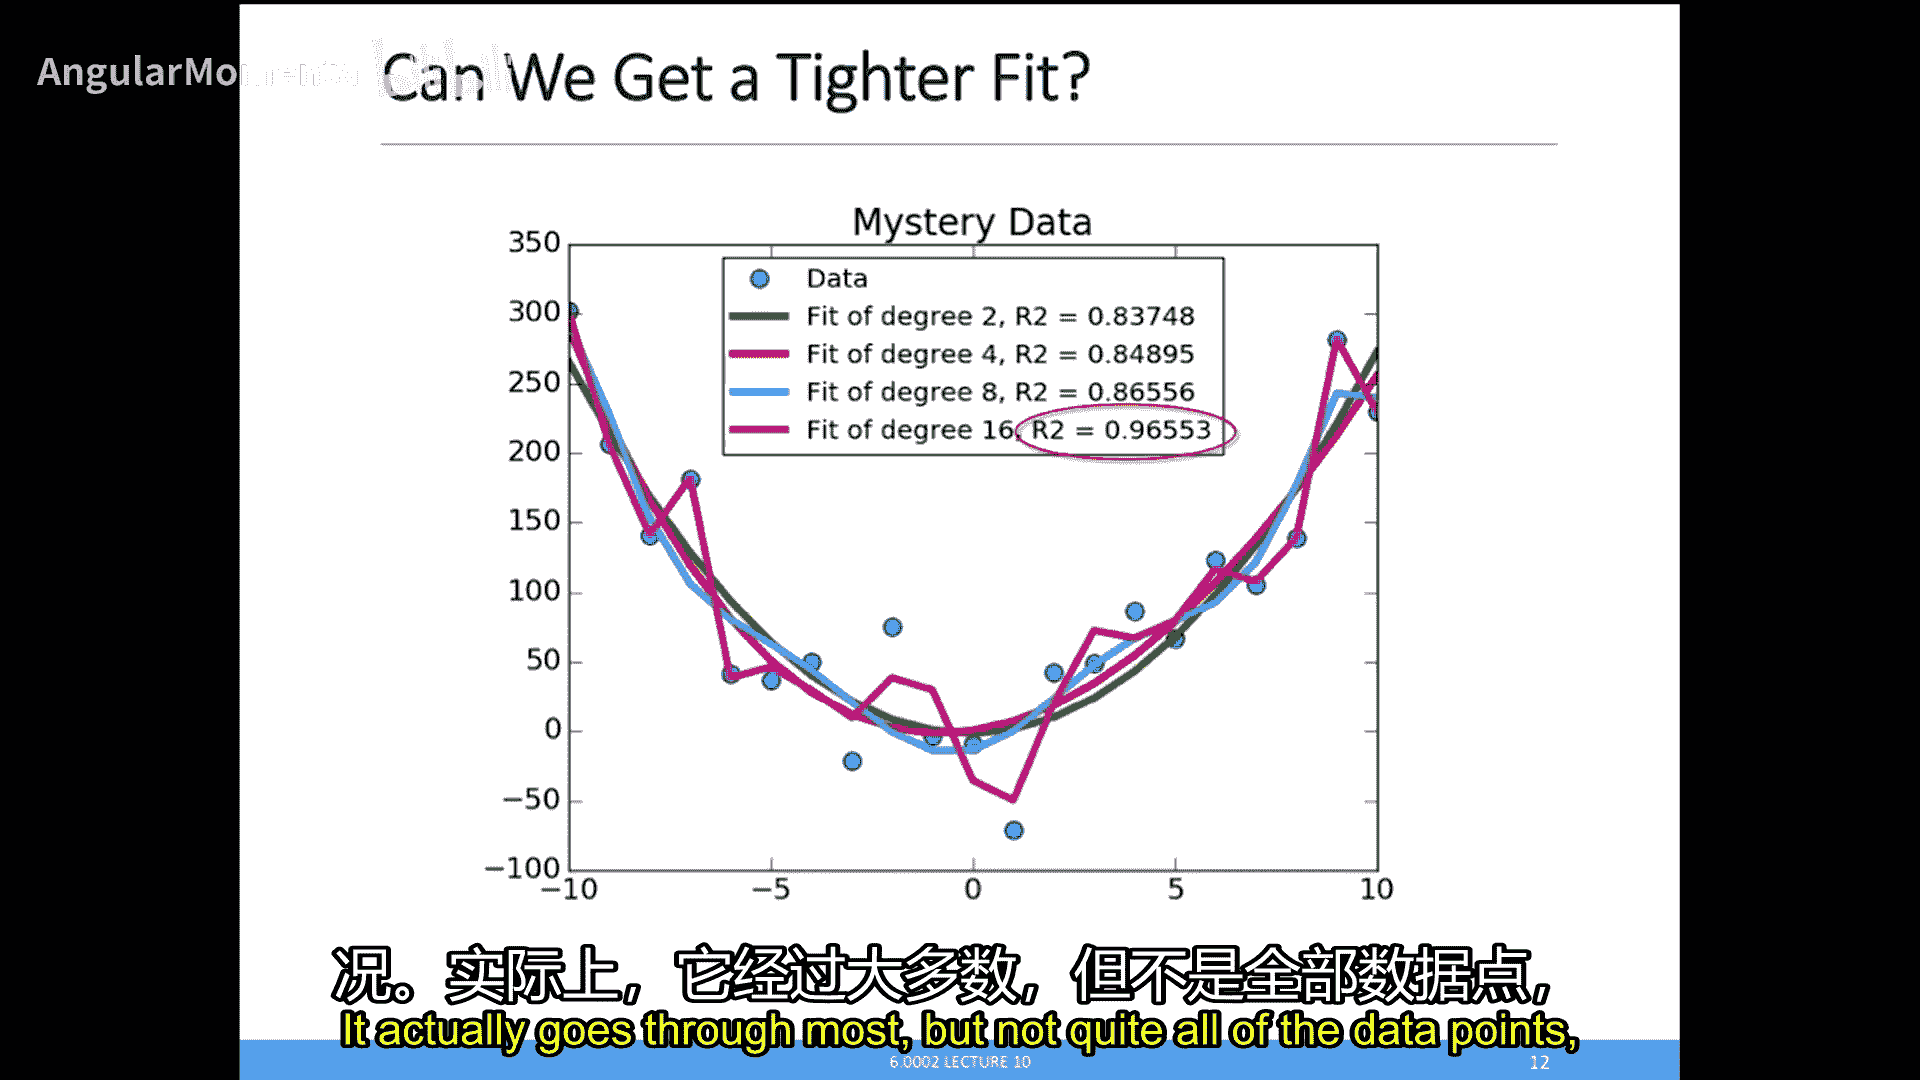 AngularMomenta
Can We Get a Tighter Fit?
Mystery Data
350
300
250
200
150
100
50
0
−50
−100
Data
Fit of degree 2, R2 = 0.83748
Fit of degree 4, R2 = 0.84895
Fit of degree 8, R2 = 0.86556
Fit of degree 16, R2 = 0.96553
−10 −5 0 5 10
况。实际上，它经过大多数，但不是全部数据点，
It actually goes through most, but not quite all of the data points,
6.0002 LECTURE 10
12